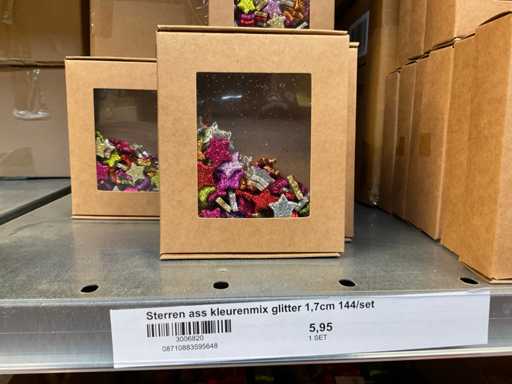 Sterren ass kleurenmix glitter 1,7cm 144/set
3006820
08710883595648
5,95
1 SET